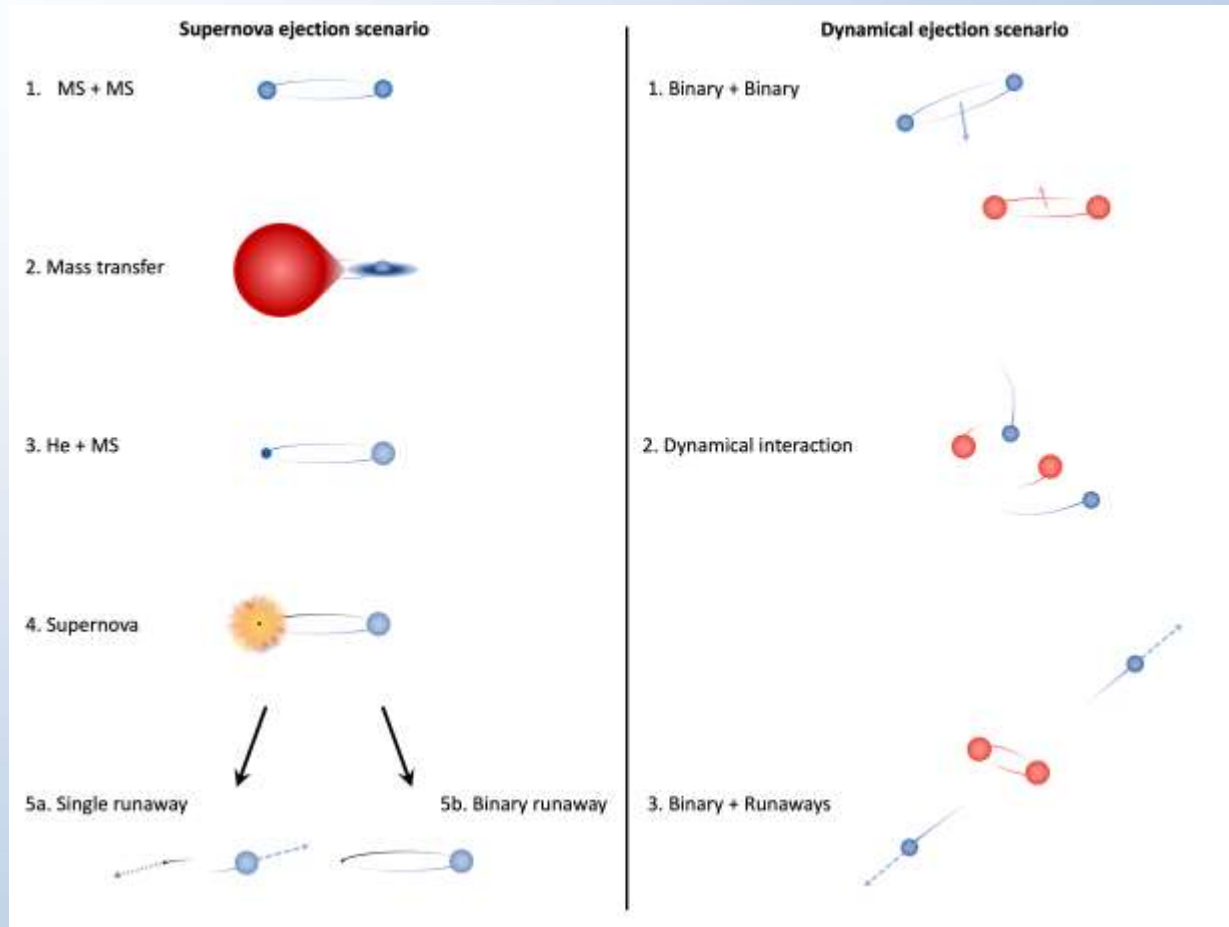 Supernova ejection scenario
1. MS + MS
2. Mass transfer
3. He + MS
4. Supernova
5a. Single runaway
5b. Binary runaway
Dynamical ejection scenario
1. Binary + Binary
2. Dynamical interaction
3. Binary + Runaways